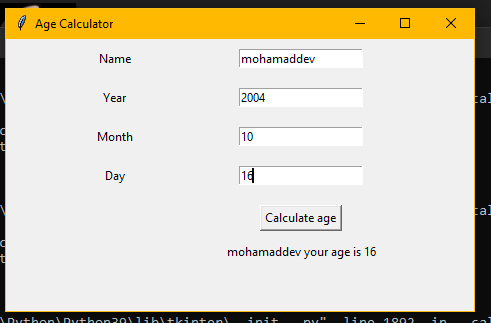 Age Calculator
Name mohamaddev
Year 2004
Month 10
Day 16
Calculate age
mohamaddev your age is 16
\Python\Python39\lib\tkinter\__init__.py", line 1892, in